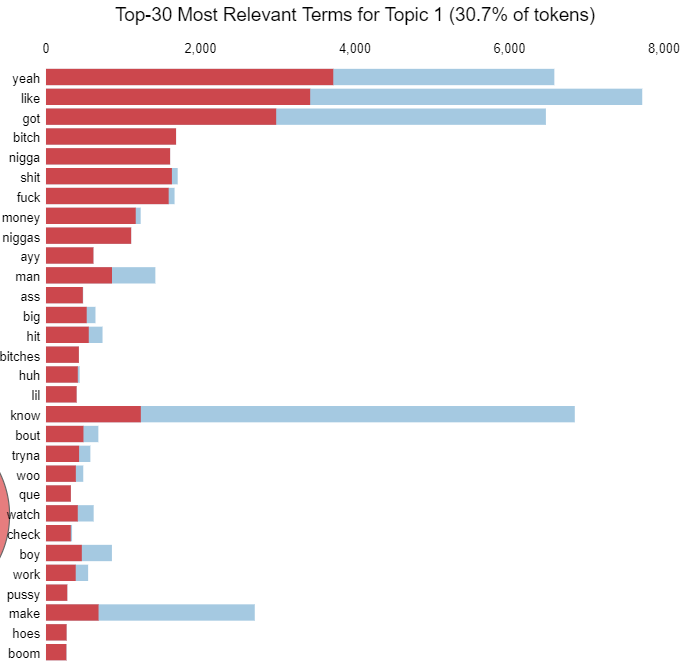 Top-30 Most Relevant Terms for Topic 1 (30.7% of tokens)
0 2,000 4,000 6,000 8,000
yeah
like
got
bitch
nigga
shit
fuck
money
niggas
ayy
man
ass
big
hit
bitches
huh
lil
know
bout
tryna
woo
que
watch
check
boy
work
pussy
make
hoes
boom